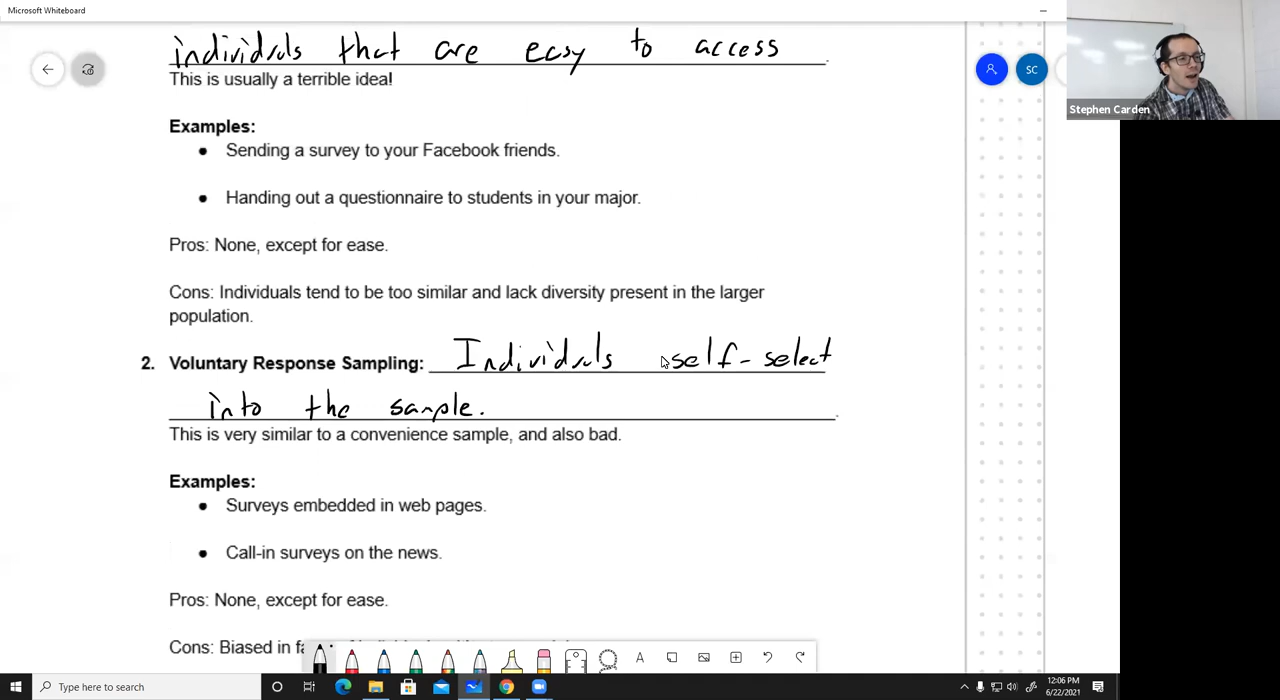 Microsoft Whiteboard
individuals that are easy to access.
This is usually a terrible idea!
SC
Stephen Carden
Examples:
● Sending a survey to your Facebook friends.
● Handing out a questionnaire to students in your major.
Pros: None, except for ease.
Cons: Individuals tend to be too similar and lack diversity present in the larger
population.
2. Voluntary Response Sampling: Individuals self-select
into the sample.
This is very similar to a convenience sample, and also bad.
Examples:
● Surveys embedded in web pages.
● Call-in surveys on the news.
Pros: None, except for ease.
Cons: Biased in
A
Type here to search
12:06 PM
6/22/2021